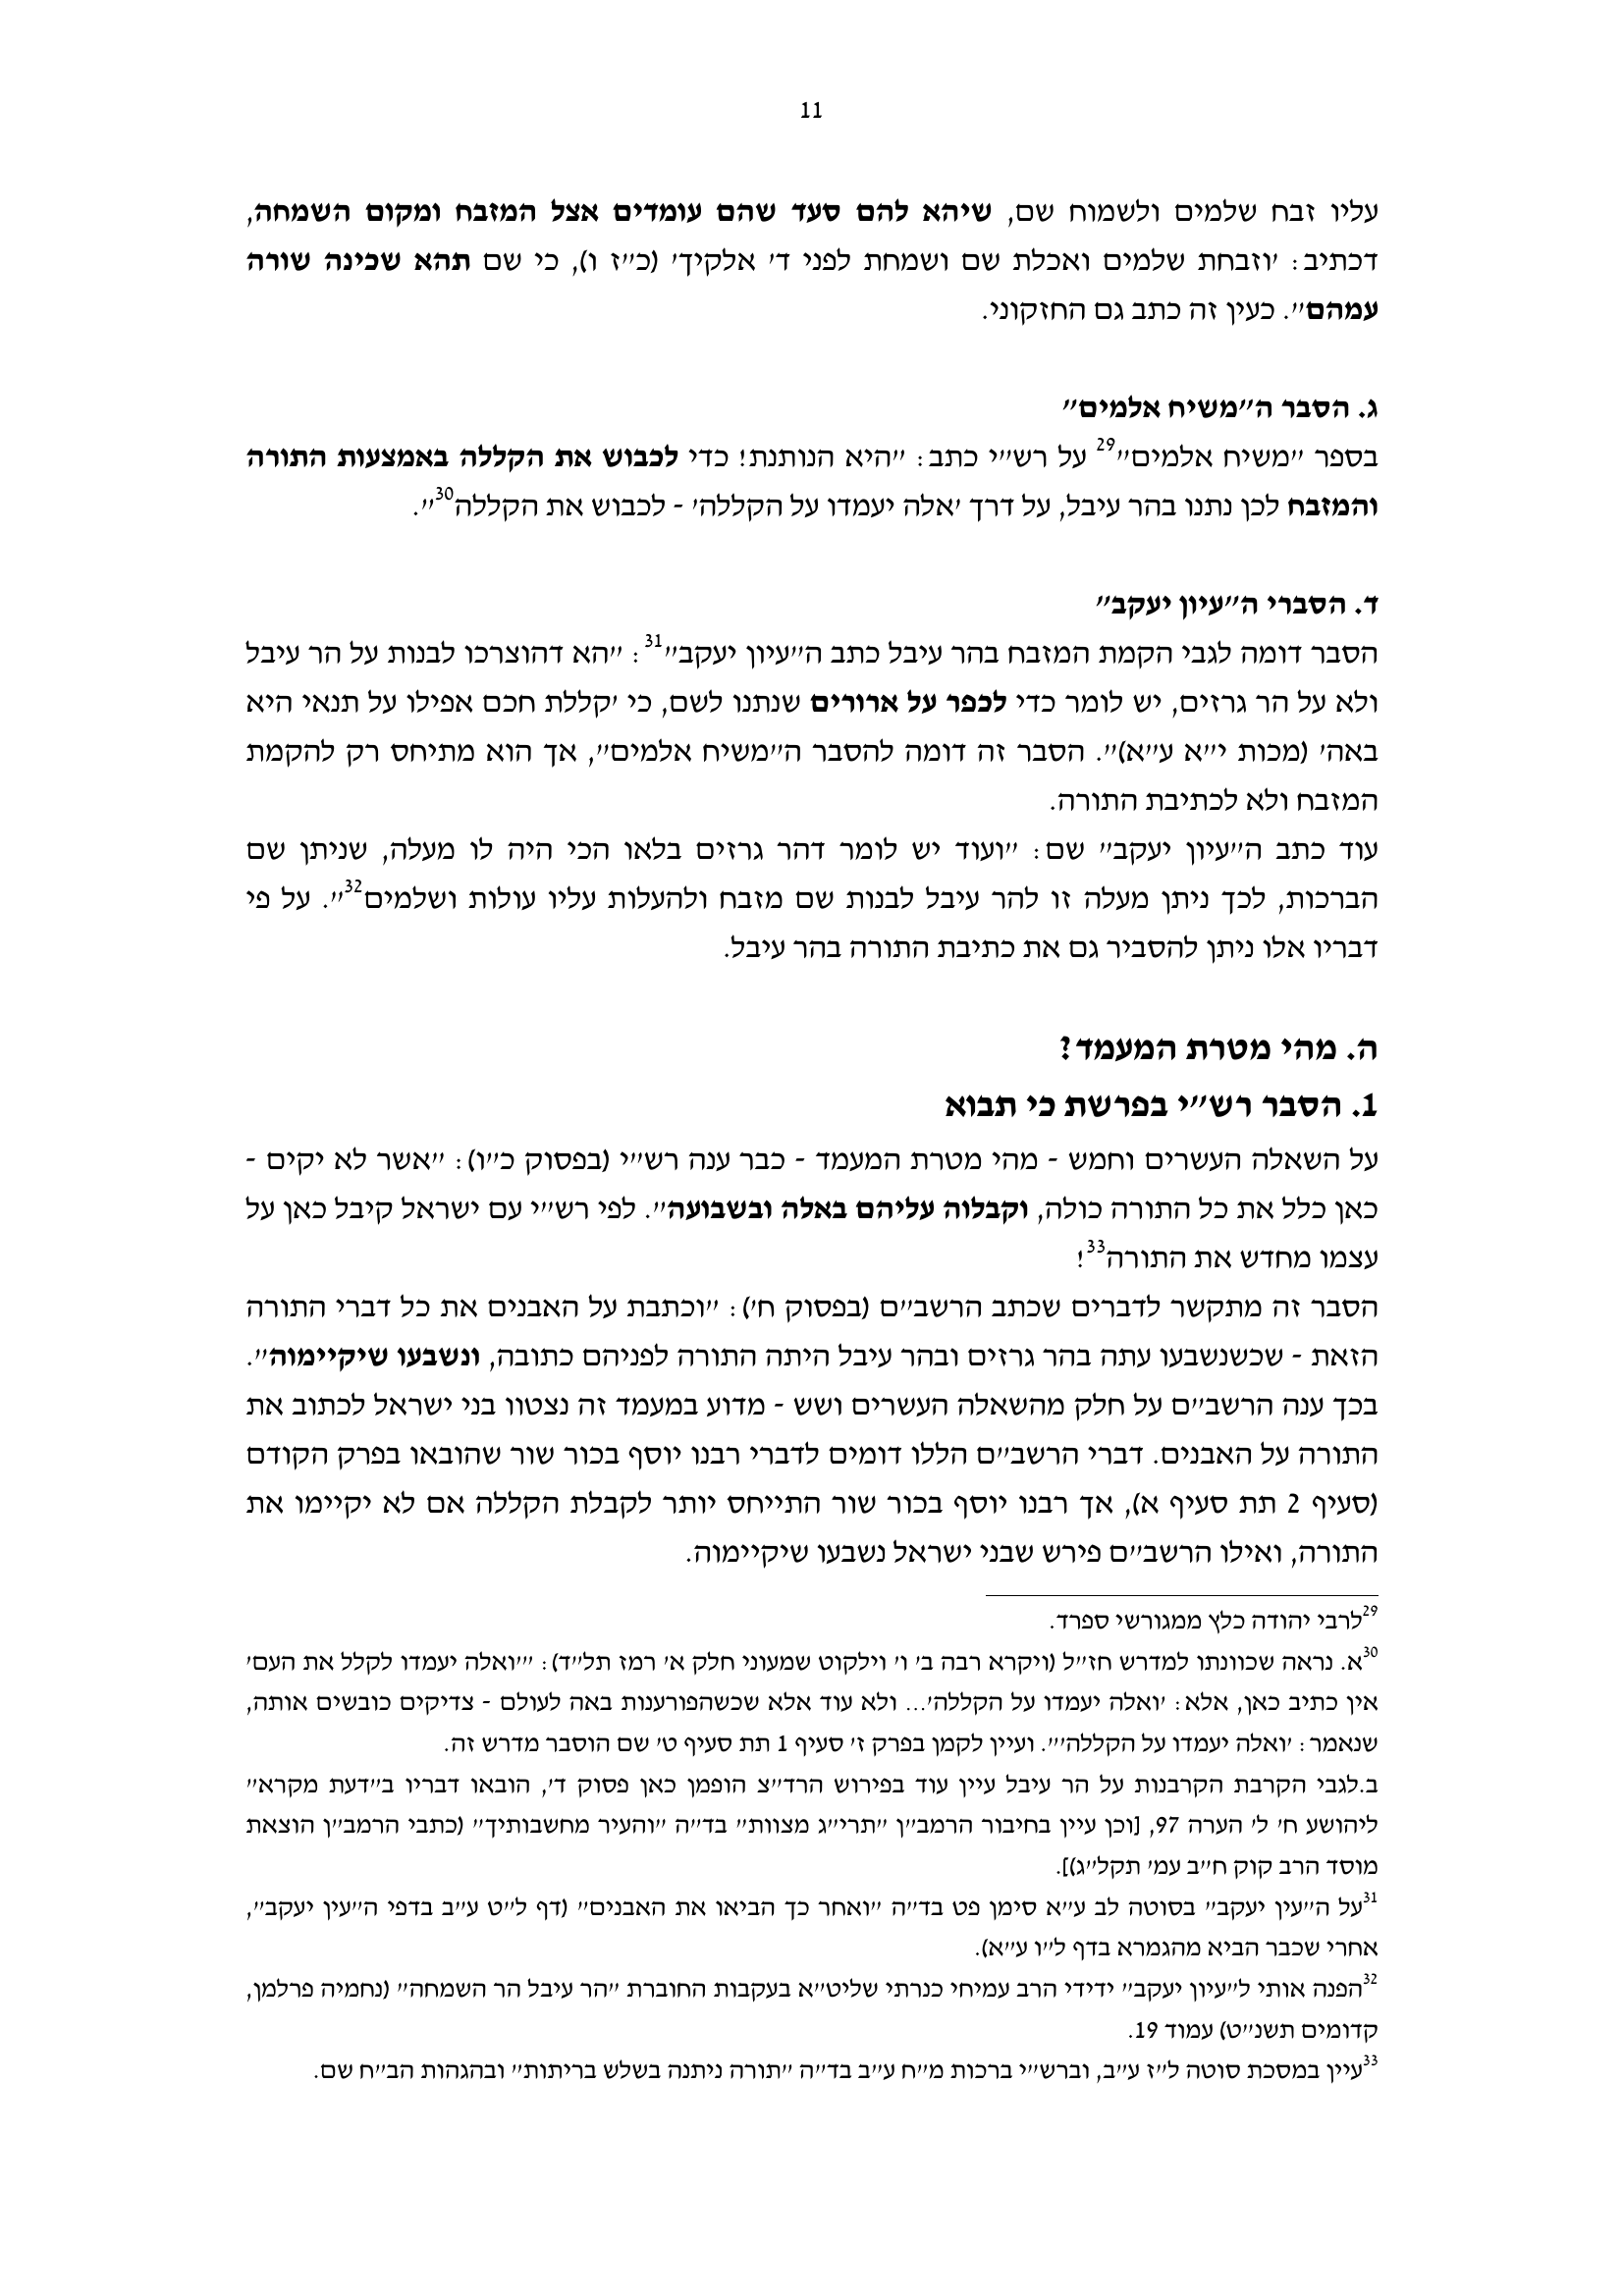 11
עליו זבח שלמים ולשמוח שם, שיהא להם סעד שהם עומדים אצל המזבח ומקום השמחה,
דכתיב: 'וזבחת שלמים ואכלת שם ושמחת לפני ד' אלקיך' (כ"ז ו), כי שם תהא שכינה שורה
עמהם". כעין זה כתב גם החזקוני.
ג. הסבר ה"משיח אלמים"
בספר "משיח אלמים"29 על רש"י כתב: "היא הנותנת! כדי לכבוש את הקללה באמצעות התורה
והמזבח לכן נתנו בהר עיבל, על דרך 'אלה יעמדו על הקללה' - לכבוש את הקללה30".
ד. הסברי ה"עיון יעקב"
הסבר דומה לגבי הקמת המזבח בהר עיבל כתב ה"עיון יעקב"31: "הא דהוצרכו לבנות על הר עיבל
ולא על הר גרזים, יש לומר כדי לכפר על ארורים שנתנו לשם, כי 'קללת חכם אפילו על תנאי היא
באה' (מכות י"א ע"א)". הסבר זה דומה להסבר ה"משיח אלמים", אך הוא מתיחס רק להקמת
המזבח ולא לכתיבת התורה.
עוד כתב ה"עיון יעקב" שם: "ועוד יש לומר דהר גרזים בלאו הכי היה לו מעלה, שניתן שם
הברכות, לכך ניתן מעלה זו להר עיבל לבנות שם מזבח ולהעלות עליו עולות ושלמים32". על פי
דבריו אלו ניתן להסביר גם את כתיבת התורה בהר עיבל.
ה. מהי מטרת המעמד?
1. הסבר רש"י בפרשת כי תבוא
על השאלה העשרים וחמש - מהי מטרת המעמד - כבר ענה רש"י (בפסוק כ"ו): "אשר לא יקים -
כאן כלל את כל התורה כולה, וקבלוה עליהם באלה ובשבועה". לפי רש"י עם ישראל קיבל כאן על
עצמו מחדש את התורה33!
הסבר זה מתקשר לדברים שכתב הרשב"ם (בפסוק ח'): "וכתבת על האבנים את כל דברי התורה
הזאת - שכשנשבעו עתה בהר גרזים ובהר עיבל היתה התורה לפניהם כתובה, ונשבעו שיקיימוה".
בכך ענה הרשב"ם על חלק מהשאלה העשרים ושש - מדוע במעמד זה נצטוו בני ישראל לכתוב את
התורה על האבנים. דברי הרשב"ם הללו דומים לדברי רבנו יוסף בכור שור שהובאו בפרק הקודם
(סעיף 2 תת סעיף א), אך רבנו יוסף בכור שור התייחס יותר לקבלת הקללה אם לא יקיימו את
התורה, ואילו הרשב"ם פירש שבני ישראל נשבעו שיקיימוה.
29לרבי יהודה כלץ ממגורשי ספרד.
30א. נראה שכוונתו למדרש חז"ל (ויקרא רבה ב' ו' וילקוט שמעוני חלק א' רמז תל"ד): "'ואלה יעמדו לקלל את העם'
אין כתיב כאן, אלא: 'ואלה יעמדו על הקללה'... ולא עוד אלא שכשהפורענות באה לעולם - צדיקים כובשים אותה,
שנאמר: 'ואלה יעמדו על הקללה'". ועיין לקמן בפרק ז' סעיף 1 תת סעיף ט' שם הוסבר מדרש זה.
ב.לגבי הקרבת הקרבנות על הר עיבל עיין עוד בפירוש הרד"צ הופמן כאן פסוק ד', הובאו דבריו ב"דעת מקרא"
ליהושע ח' ל' הערה 97, [וכן עיין בחיבור הרמב"ן "תרי"ג מצוות" בד"ה "והעיר מחשבותיך" (כתבי הרמב"ן הוצאת
מוסד הרב קוק ח"ב עמ' תקל"ג)].
31על ה"עין יעקב" בסוטה לב ע"א סימן פט בד"ה "ואחר כך הביאו את האבנים" (דף ל"ט ע"ב בדפי ה"עין יעקב",
אחרי שכבר הביא מהגמרא בדף ל"ו ע"א).
32הפנה אותי ל"עיון יעקב" ידידי הרב עמיחי כנרתי שליט"א בעקבות החוברת "הר עיבל הר השמחה" (נחמיה פרלמן,
קדומים תשנ"ט) עמוד 19.
33עיין במסכת סוטה ל"ז ע"ב, וברש"י ברכות מ"ח ע"ב בד"ה "תורה ניתנה בשלש בריתות" ובהגהות הב"ח שם.